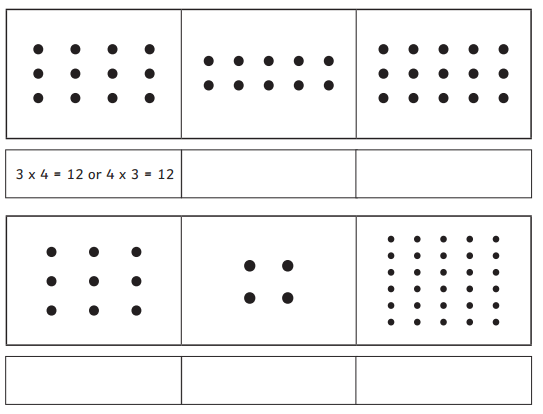 3 x 4 = 12 or 4 x 3 = 12